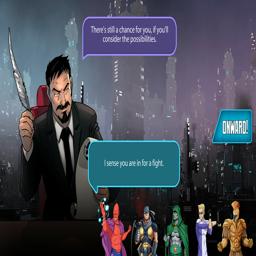 There's still a chance for you, if you'll
consider the possibilities.
ONWARD!
I sense you are in for a fight.